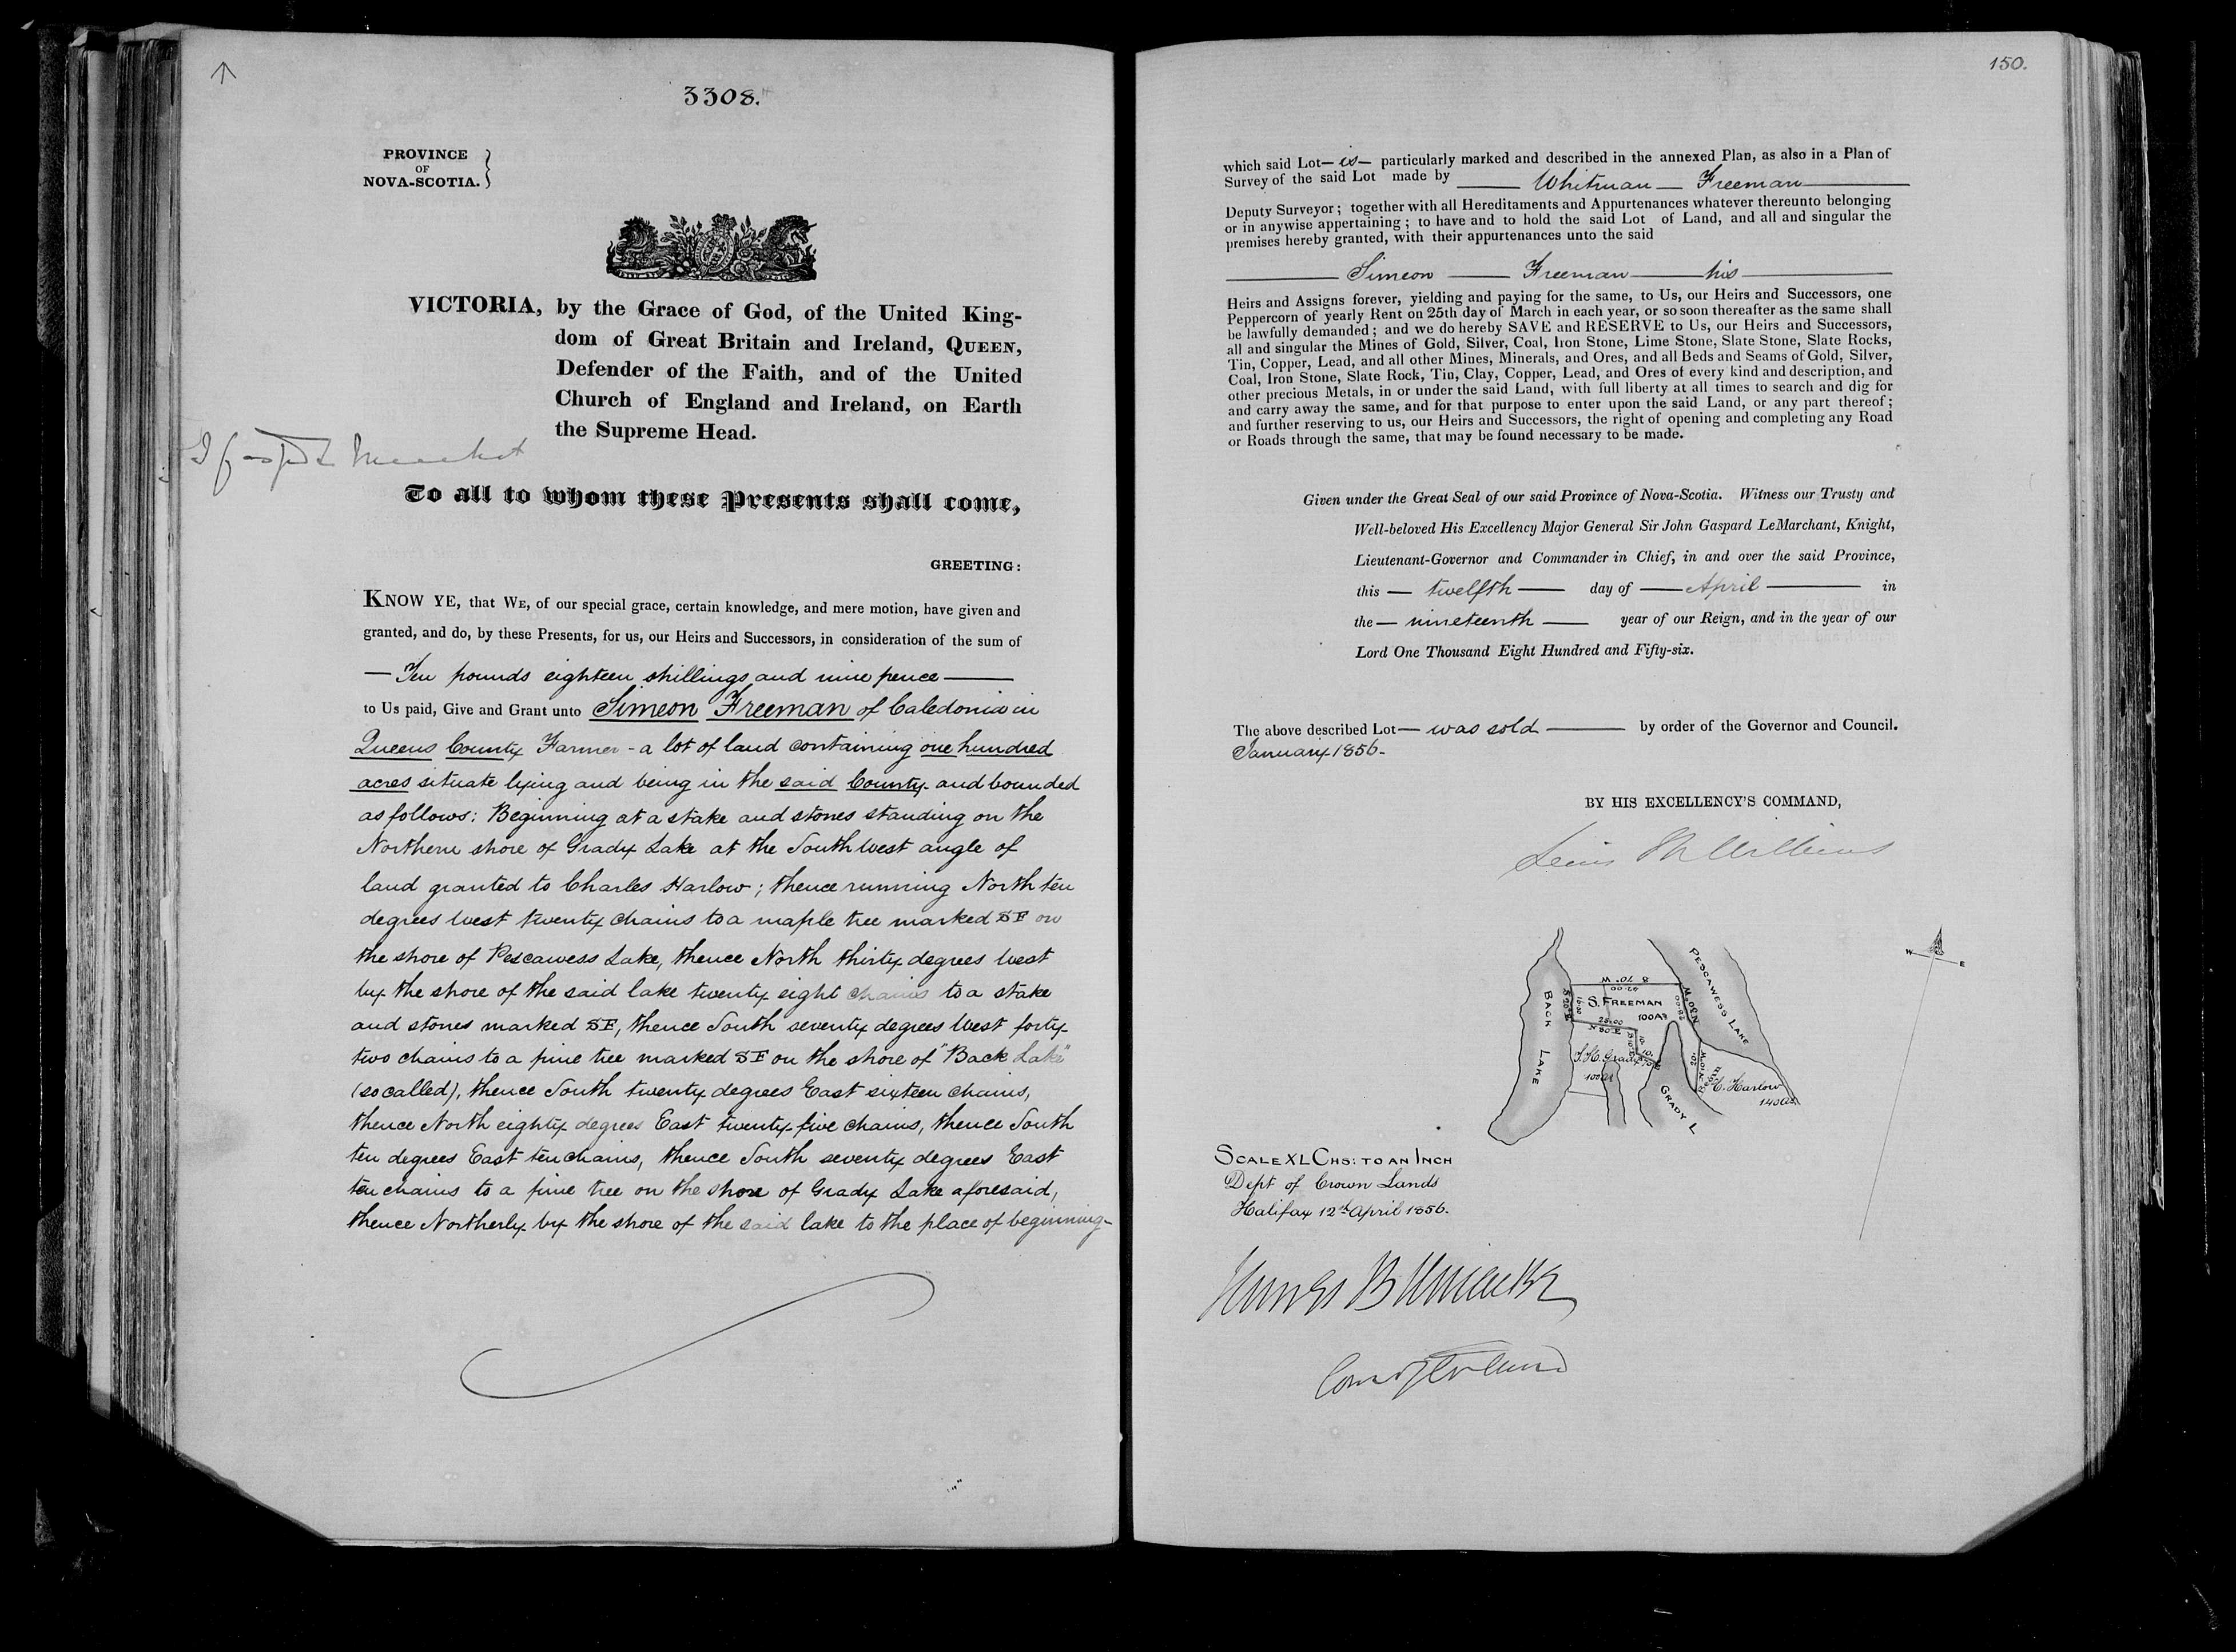 3308.
PROVINCE
OF
NOVA-SCOTIA.
VICTORIA, by the Grace of God, of the United King-
dom of Great Britain and Ireland, QUEEN,
Defender of the Faith, and of the United
Church of England and Ireland, on Earth
the Supreme Head.
To all to whom these Presents shall come,
GREETING:
KNOW YE, that WE, of our special grace, certain knowledge, and mere motion, have given and
granted, and do, by these Presents, for us, our Heirs and Successors, in consideration of the sum of
— Ten pounds eighteen shillings and nine pence —
to Us paid, Give and Grant unto Simeon Freeman of Caledonia in
Queens County Farmer - a lot of land containing one hundred
acres situate lying and being in the said County and bounded
as follows: Beginning at a stake and stones standing on the
Northern shore of Grady Lake at the South West angle of
land granted to Charles Harlow; thence running North ten
degrees West twenty chains to a maple tree marked SF on
the shore of Pescawess Lake, thence North thirty degrees West
by the shore of the said lake twenty eight chains to a stake
and stones marked SF, thence South seventy degrees West forty
two chains to a pine tree marked SF on the shore of "Back Lake"
(so called), thence South twenty degrees East sixteen chains,
thence North eighty degrees East twenty-five chains, thence South
ten degrees East ten chains, thence South seventy degrees East
ten chains to a pine tree on the shore of Grady Lake aforesaid,
thence Northerly by the shore of the said lake to the place of beginning-
150.
which said Lot — is — particularly marked and described in the annexed Plan, as also in a Plan of
Survey of the said Lot made by — Whitman — Freeman —
Deputy Surveyor; together with all Hereditaments and Appurtenances whatever thereunto belonging
or in anywise appertaining; to have and to hold the said Lot of Land, and all and singular the
premises hereby granted, with their appurtenances unto the said
— Simeon — Freeman — his —
Heirs and Assigns forever, yielding and paying for the same, to Us, our Heirs and Successors, one
Peppercorn of yearly Rent on 25th day of March in each year, or so soon thereafter as the same shall
be lawfully demanded; and we do hereby SAVE and RESERVE to Us, our Heirs and Successors,
all and singular the Mines of Gold, Silver, Coal, Iron Stone, Lime Stone, Slate Stone, Slate Rocks,
Tin, Copper, Lead, and all other Mines, Minerals, and Ores, and all Beds and Seams of Gold, Silver,
Coal, Iron Stone, Slate Rock, Tin, Clay, Copper, Lead, and Ores of every kind and description, and
other precious Metals, in or under the said Land, with full liberty at all times to search and dig for
and carry away the same, and for that purpose to enter upon the said Land, or any part thereof;
and further reserving to us, our Heirs and Successors, the right of opening and completing any Road
or Roads through the same, that may be found necessary to be made.
Given under the Great Seal of our said Province of Nova-Scotia. Witness our Trusty and
Well-beloved His Excellency Major General Sir John Gaspard LeMarchant, Knight,
Lieutenant-Governor and Commander in Chief, in and over the said Province,
this — twelfth — day of — April — in
the — nineteenth — year of our Reign, and in the year of our
Lord One Thousand Eight Hundred and Fifty-six.
The above described Lot — was sold — by order of the Governor and Council.
January 1856-
BY HIS EXCELLENCY'S COMMAND,
W E
PESCAWESS LAKE
BACK LAKE
S 70° W
42.00
S. FREEMAN
100 As
N 30° W
28.00
S 20° E
16.00
25.00
N 80 E
S 10 E
100 As
GRADY L
C. Harlow
140 As
SCALE XL CHS: TO AN INCH
Dept of Crown Lands
Halifax 12th April 1856.